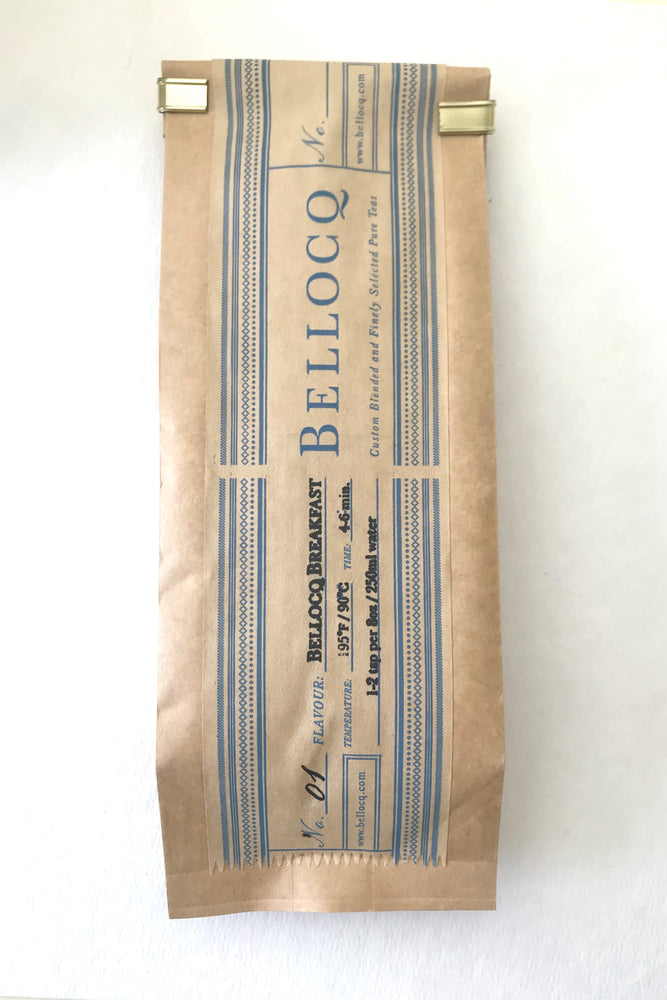 No. 01 FLAVOUR: BELLOCQ BREAKFAST
TEMPERATURE: 195°F / 90°C TIME: 4-6 min.
1-2 tsp per 8oz / 250ml water
www.bellocq.com
BELLOCQ
Custom Blended and Finely Selected Pure Teas
No.
www.bellocq.com